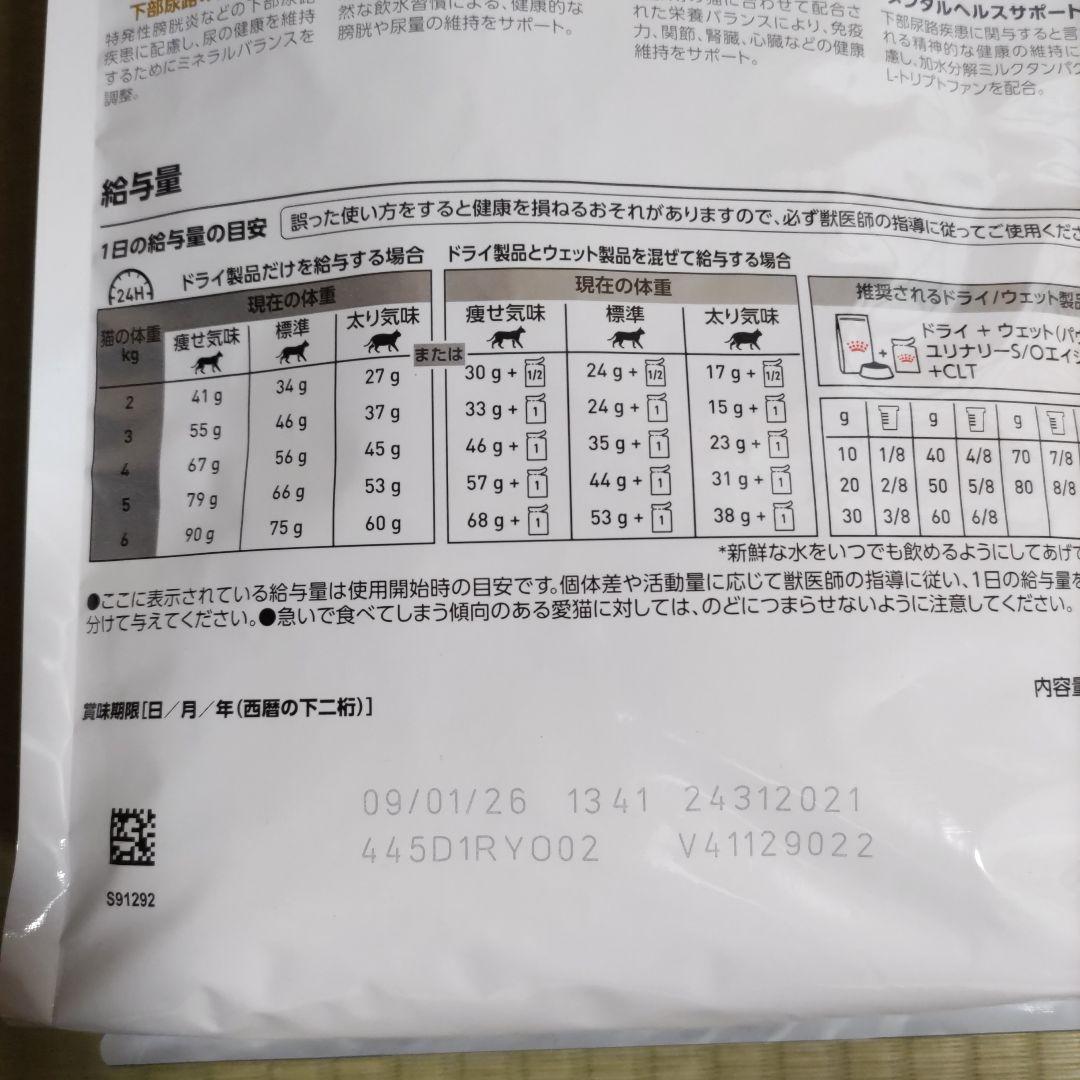 下部尿路
特発性膀胱炎などの下部尿路
疾患に配慮し、尿の健康を維持
するためにミネラルバランスを
調整。
然な飲水習慣による、健康的な
膀胱や尿量の維持をサポート。
に合わせて配合さ
れた栄養バランスにより、免疫
力、関節、腎臓、心臓などの健康
維持をサポート。
メンタルヘルスサポート
下部尿路疾患に関与すると言
れる精神的な健康の維持に
慮し、加水分解ミルクタンパク
L-トリプトファンを配合。
給与量
1日の給与量の目安
誤った使い方をすると健康を損ねるおそれがありますので、必ず獣医師の指導に従ってご使用くださ
24H
ドライ製品だけを給与する場合
ドライ製品とウェット製品を混ぜて給与する場合
現在の体重
現在の体重
猫の体重 kg 痩せ気味 標準 太り気味 または 痩せ気味 標準 太り気味
2 41 g 34 g 27 g 30 g + 1/2 24 g + 1/2 17 g + 1/2
3 55 g 46 g 37 g 33 g + 1 24 g + 1 15 g + 1
4 67 g 56 g 45 g 46 g + 1 35 g + 1 23 g + 1
5 79 g 66 g 53 g 57 g + 1 44 g + 1 31 g + 1
6 90 g 75 g 60 g 68 g + 1 53 g + 1 38 g + 1
推奨されるドライ/ウェット製品
ドライ + ウェット(パウ
ユリナリーS/Oエイジ
+CLT
g g g
10 1/8 40 4/8 70 7/8
20 2/8 50 5/8 80 8/8
30 3/8 60 6/8
*新鮮な水をいつでも飲めるようにしてあげて
●ここに表示されている給与量は使用開始時の目安です。個体差や活動量に応じて獣医師の指導に従い、1日の給与量を
分けて与えてください。●急いで食べてしまう傾向のある愛猫に対しては、のどにつまらせないように注意してください。
内容量
賞味期限[日／月／年(西暦の下二桁)]
09/01/26 1341 24312021
445D1RY002 V41129022
S91292